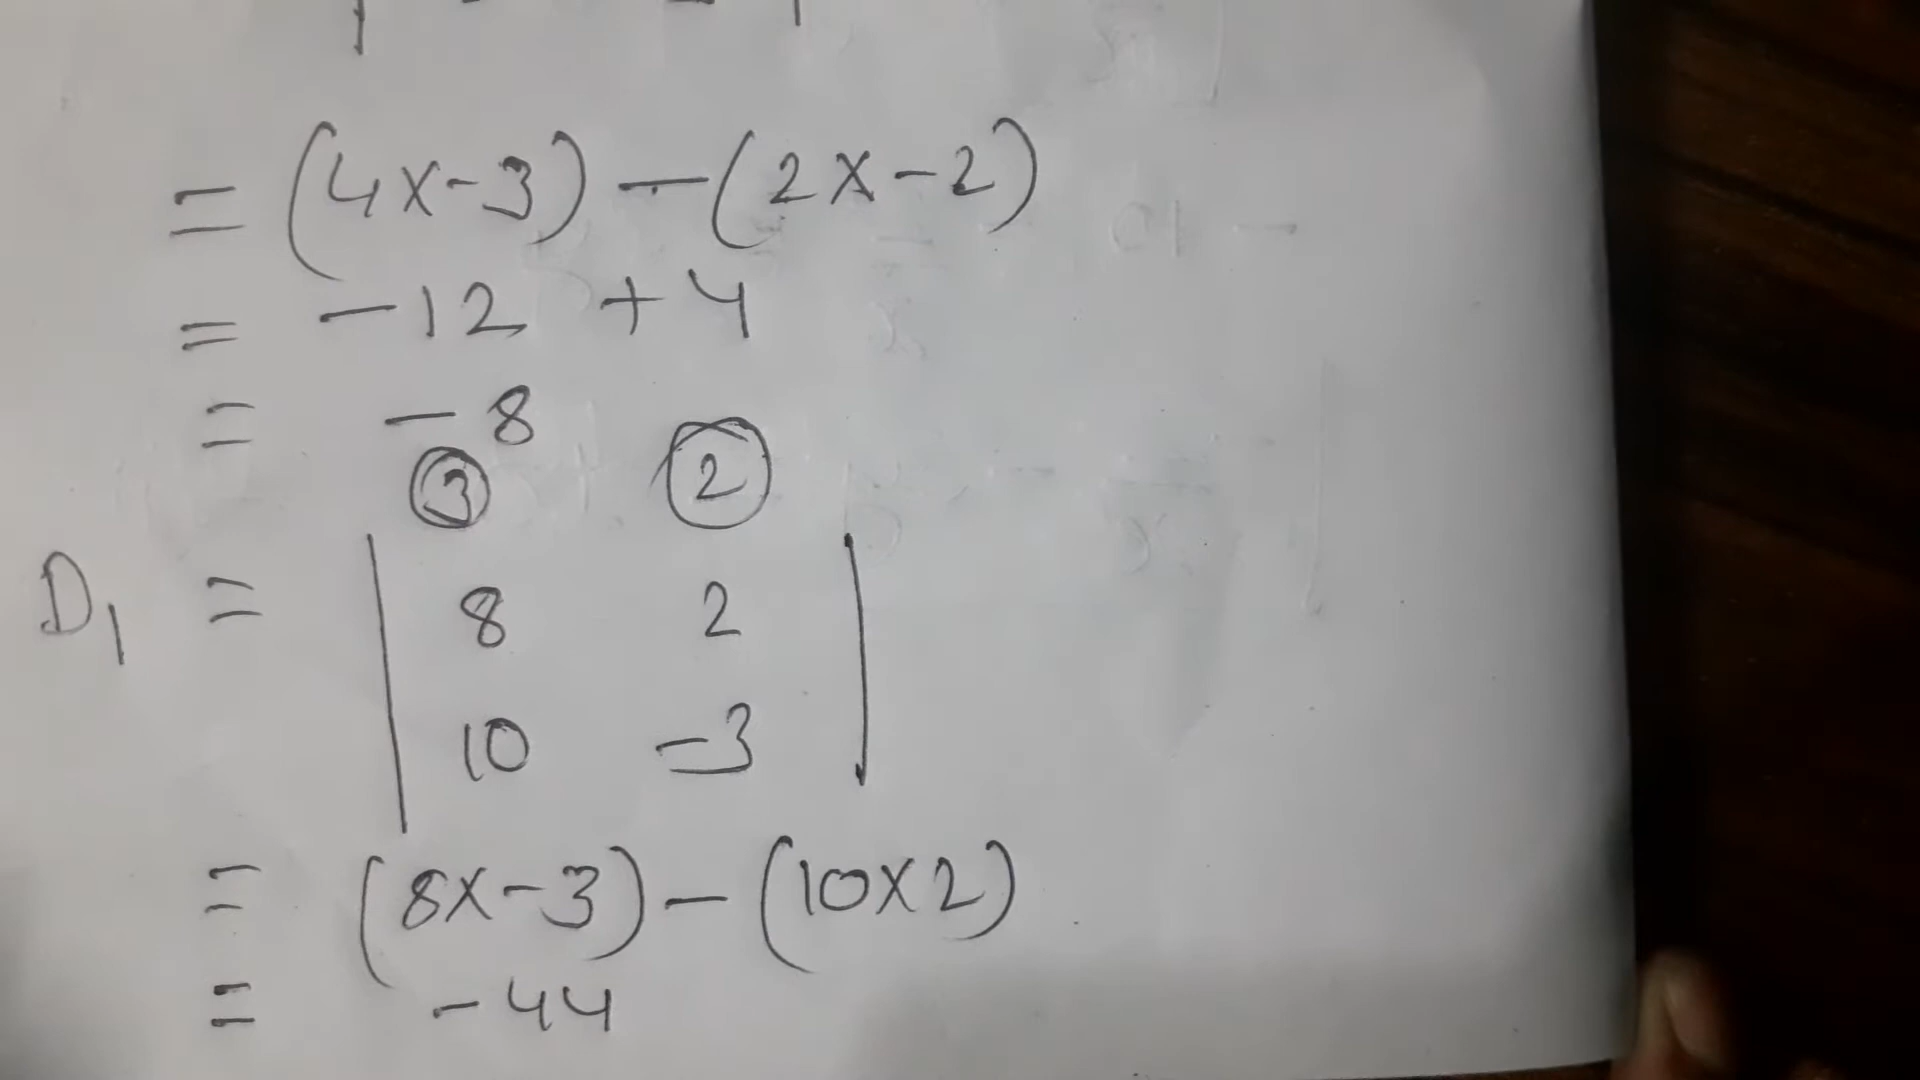 = (4x-3) - (2x-2)
= -12 + 4
= -8
3 2
D₁ = | 8 2 |
| 10 -3 |
= (8x-3) - (10x2)
= -44